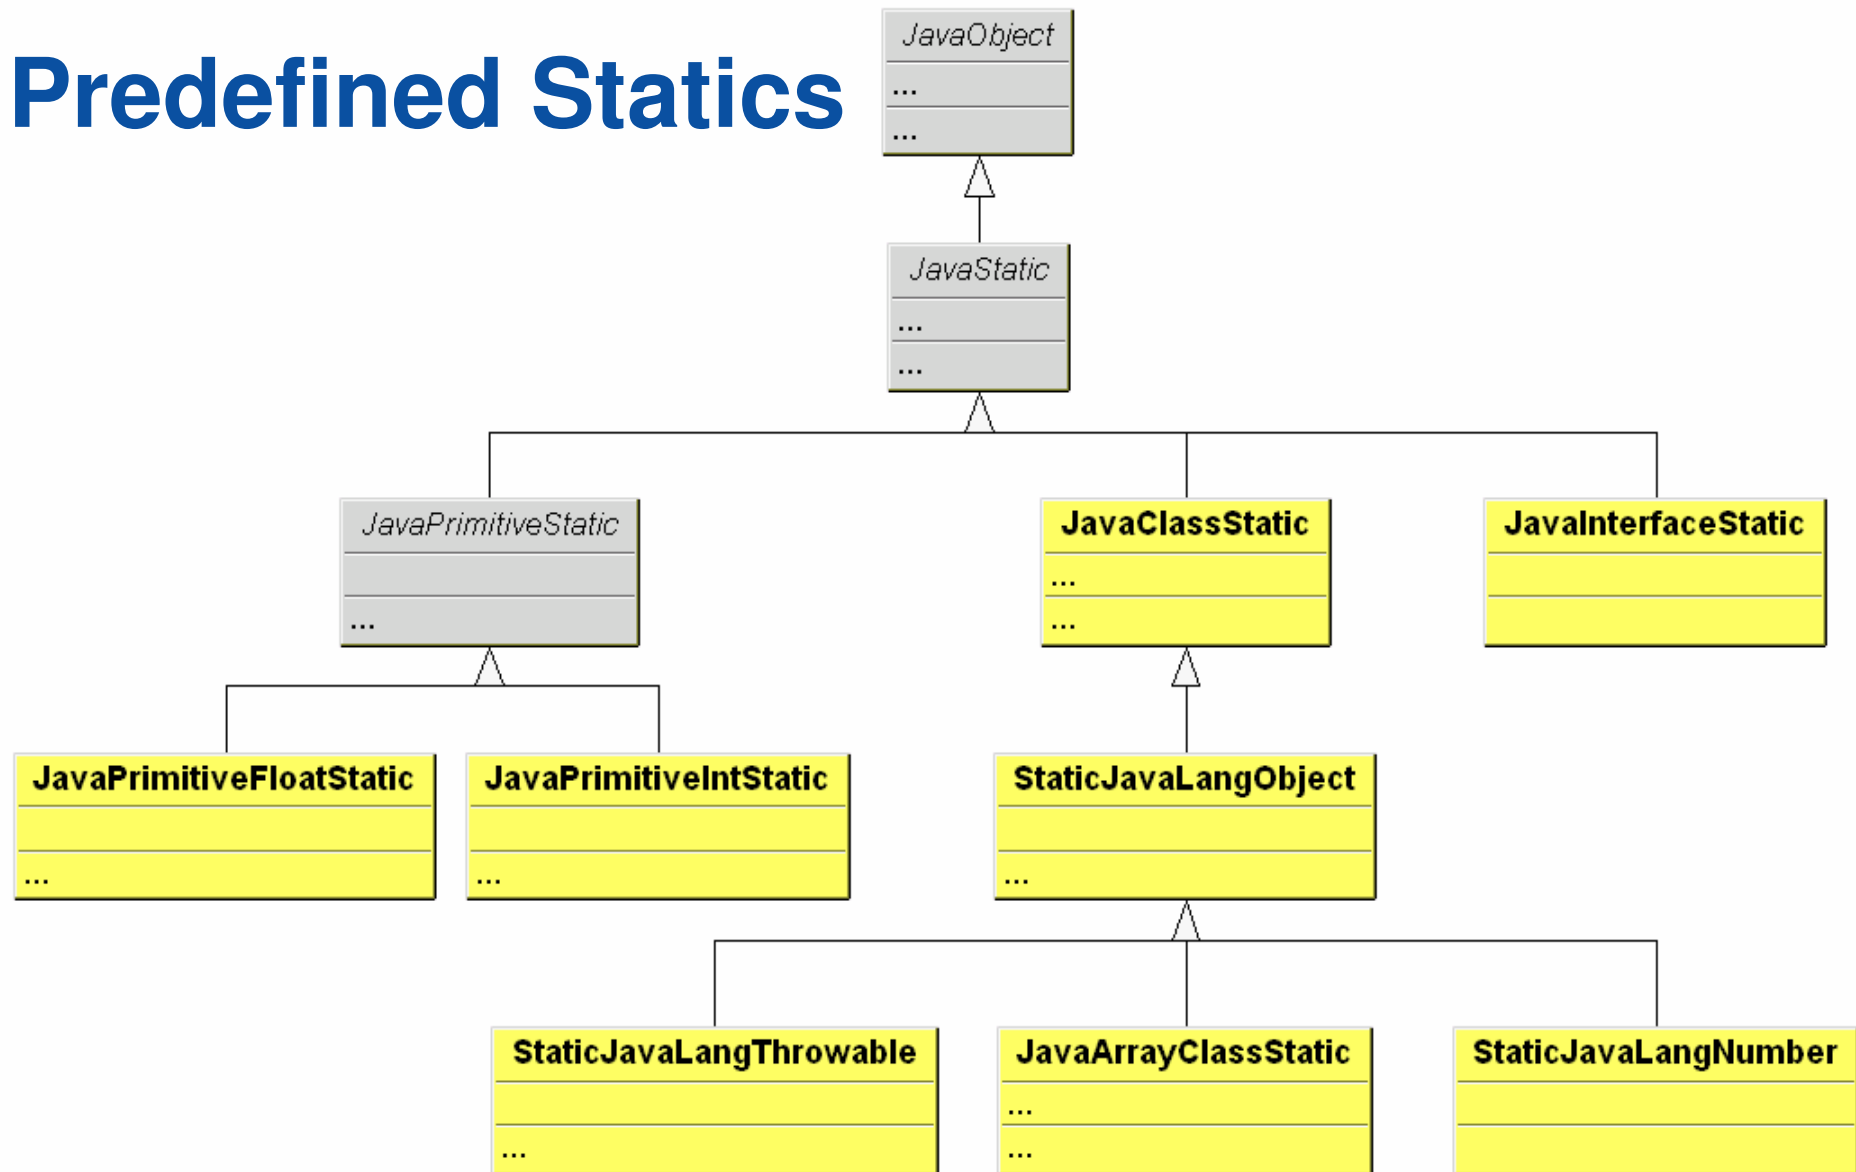 Predefined Statics
JavaObject
...
...
JavaStatic
...
...
JavaPrimitiveStatic
...
JavaClassStatic
...
...
JavaInterfaceStatic
JavaPrimitiveFloatStatic
...
JavaPrimitiveIntStatic
...
StaticJavaLangObject
...
StaticJavaLangThrowable
...
JavaArrayClassStatic
...
...
StaticJavaLangNumber